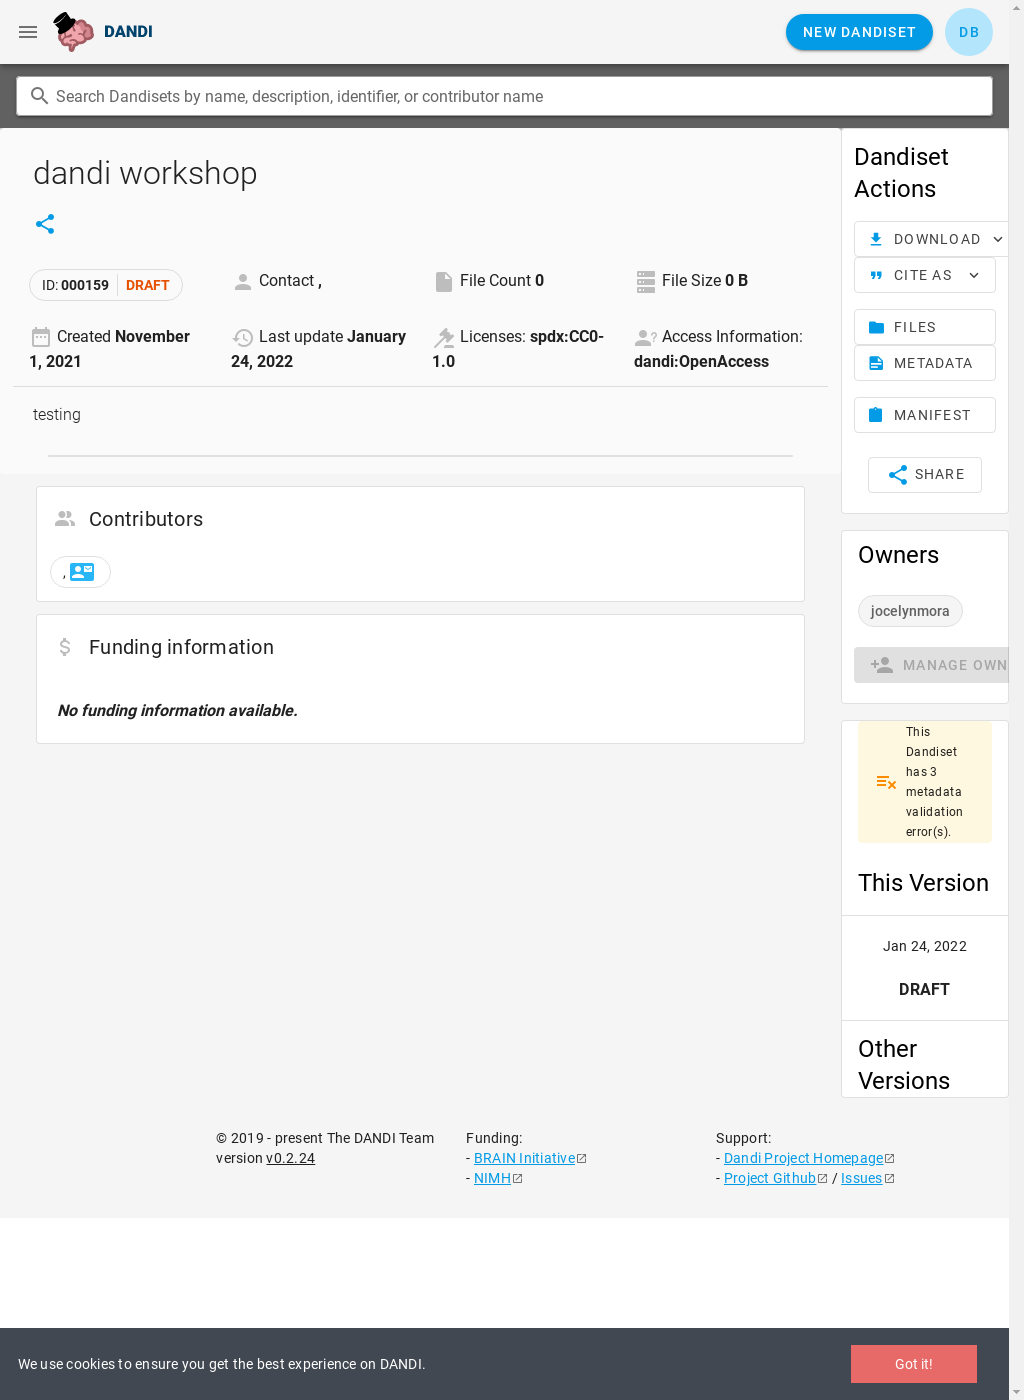 DANDI
NEW DANDISET
DB
Search Dandisets by name, description, identifier, or contributor name
dandi workshop
ID: 000159 DRAFT
Contact ,
File Count 0
File Size 0 B
Created November
1, 2021
Last update January
24, 2022
Licenses: spdx:CC0-
1.0
Access Information:
dandi:OpenAccess
testing
Contributors
,
Funding information
No funding information available.
Dandiset
Actions
DOWNLOAD
CITE AS
FILES
METADATA
MANIFEST
SHARE
Owners
jocelynmora
MANAGE OWN
This
Dandiset
has 3
metadata
validation
error(s).
This Version
Jan 24, 2022
DRAFT
Other
Versions
© 2019 - present The DANDI Team
version v0.2.24
Funding:
- BRAIN Initiative
- NIMH
Support:
- Dandi Project Homepage
- Project Github / Issues
We use cookies to ensure you get the best experience on DANDI.
Got it!